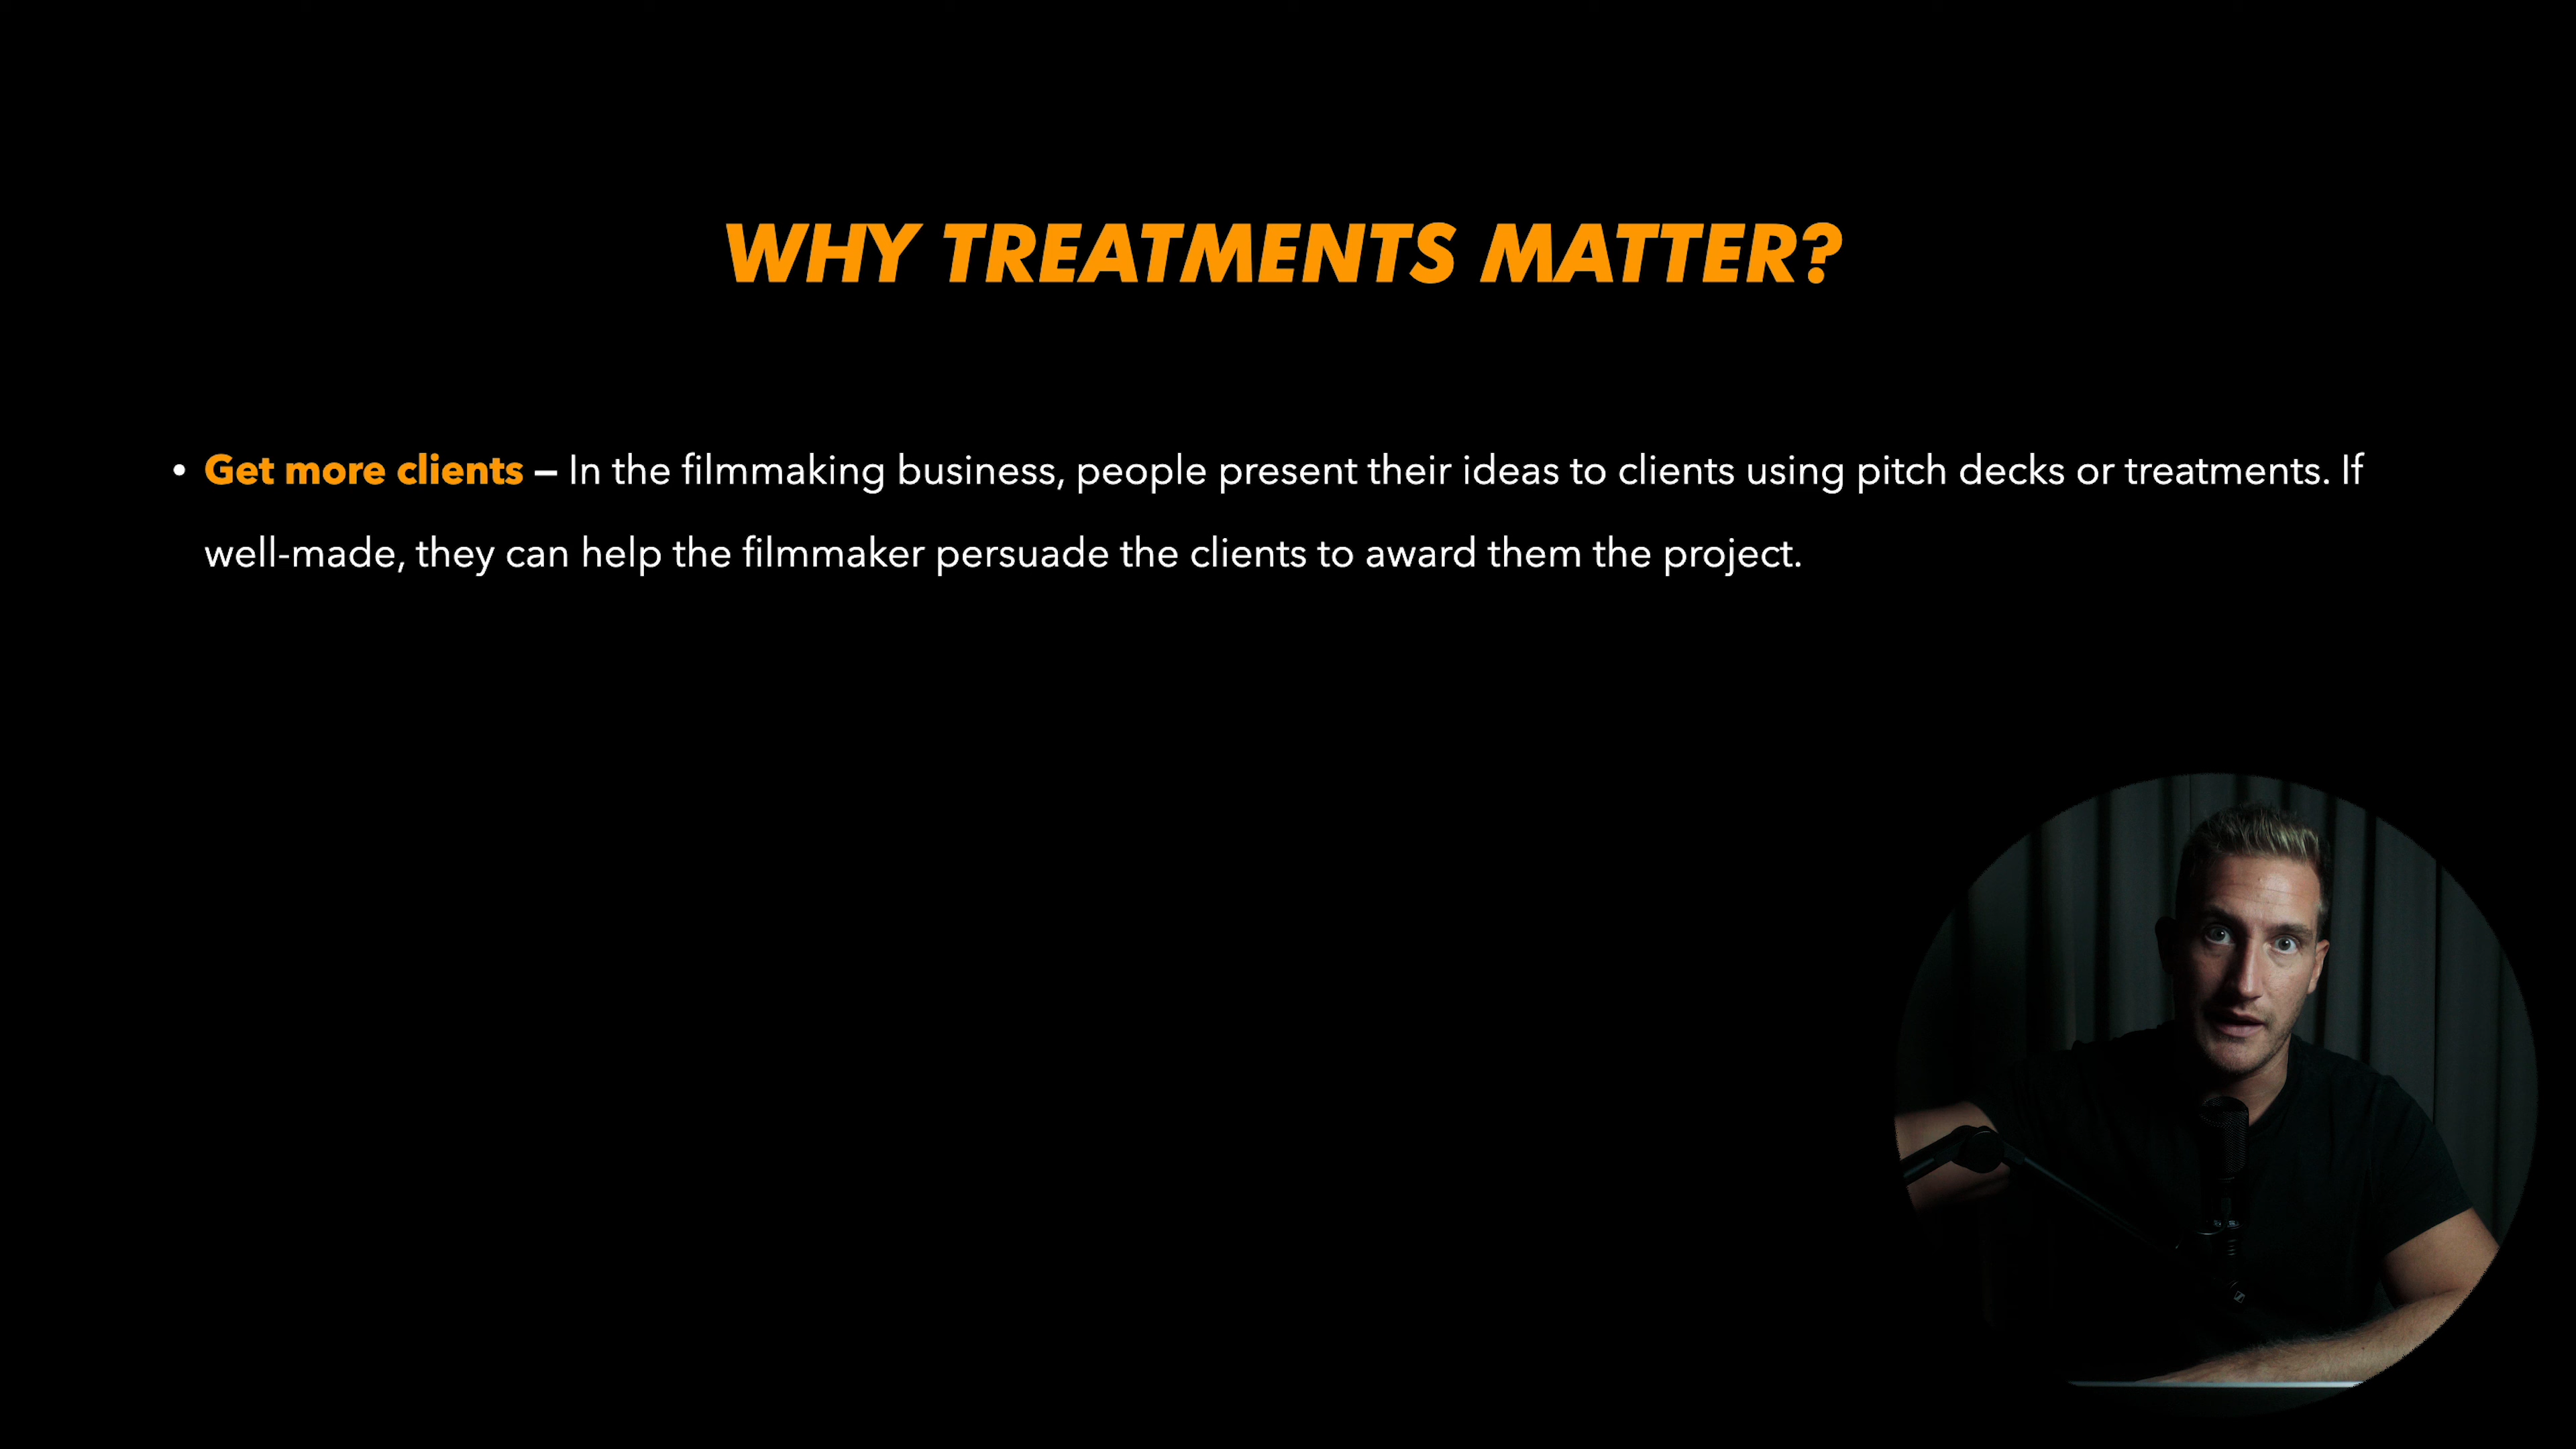 WHY TREATMENTS MATTER?
• Get more clients – In the filmmaking business, people present their ideas to clients using pitch decks or treatments. If
well-made, they can help the filmmaker persuade the clients to award them the project.